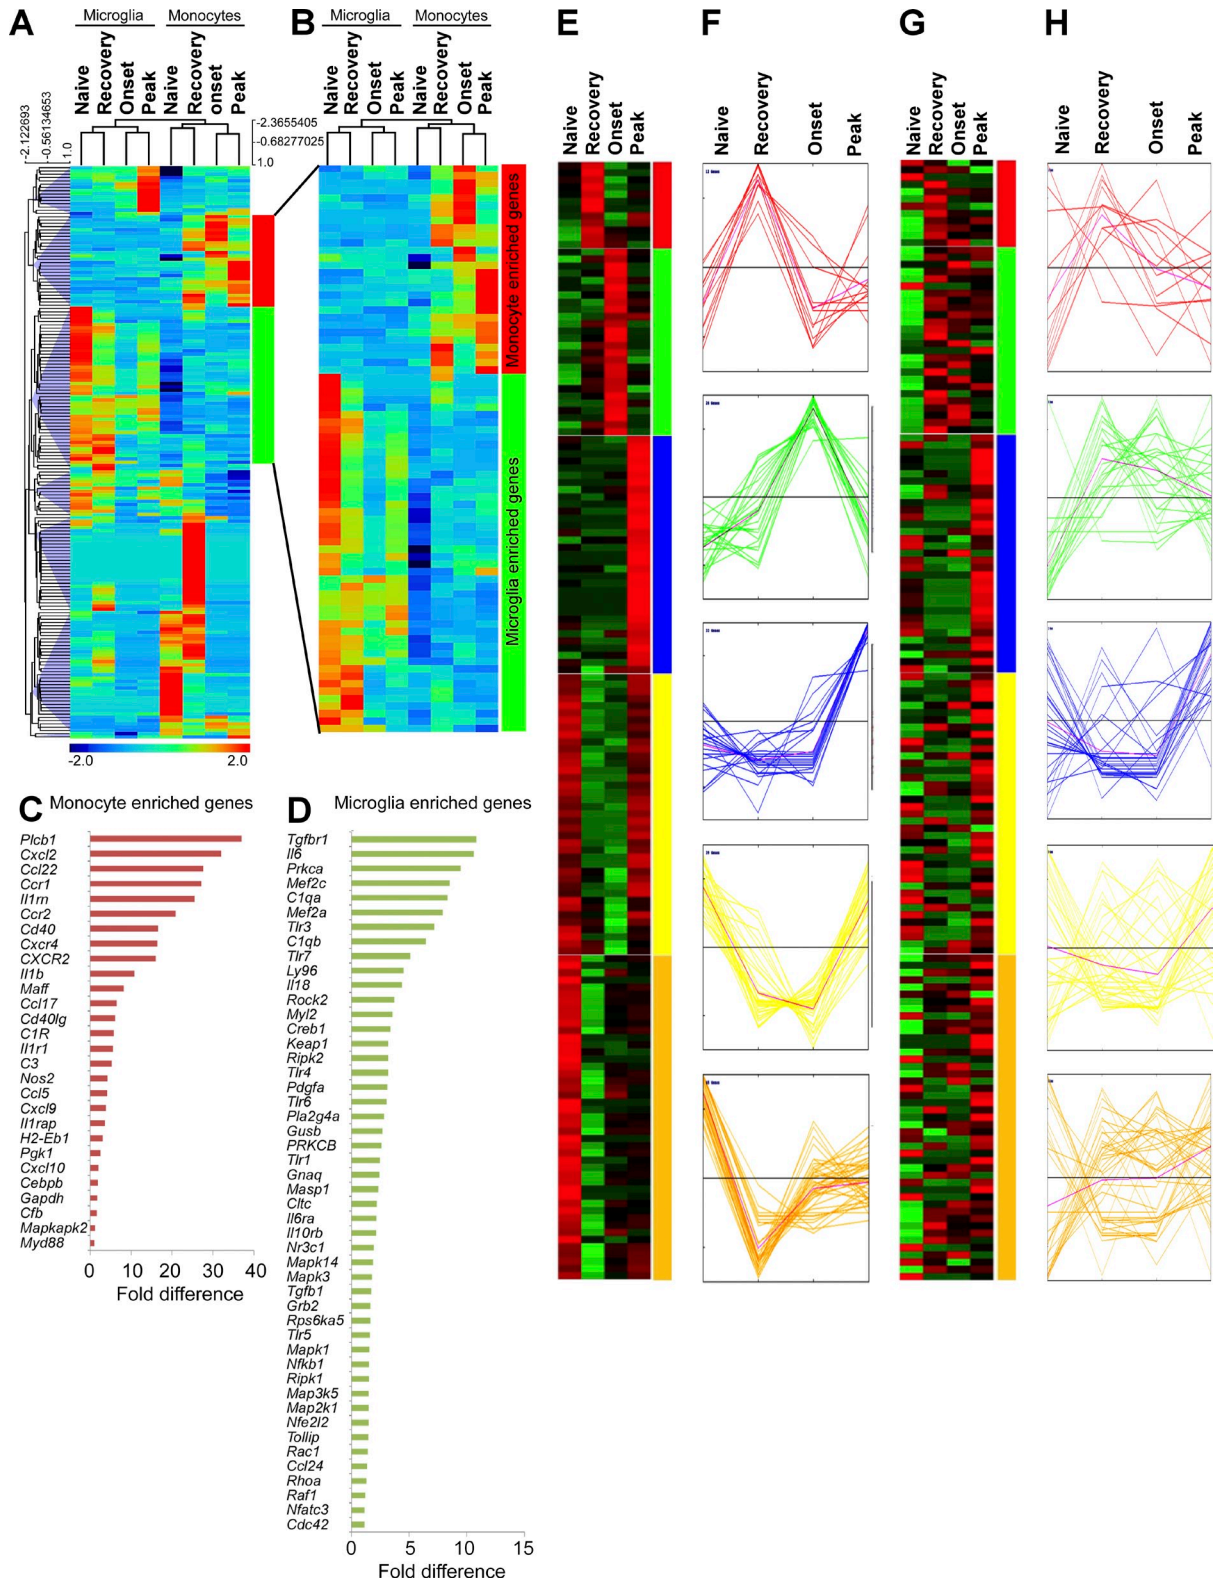 A
Microglia Monocytes
Naive
Recovery
Onset
Peak
Naive
Recovery
Onset
Peak
-2.122693
-0.56134653
1.0
-2.3655405
-0.68277025
1.0
-2.0 2.0
B
Microglia Monocytes
Naive
Recovery
Onset
Peak
Naive
Recovery
Onset
Peak
Monocyte enriched genes
Microglia enriched genes
C Monocyte enriched genes
Plcb1
Cxcl2
Ccl22
Ccr1
Il1rn
Ccr2
Cd40
Cxcr4
CXCR2
Il1b
Maff
Ccl17
Cd40lg
C1R
Il1r1
C3
Nos2
Ccl5
Cxcl9
Il1rap
H2-Eb1
Pgk1
Cxcl10
Cebpb
Gapdh
Cfb
Mapkapk2
Myd88
0 10 20 30 40
Fold difference
D Microglia enriched genes
Tgfbr1
Il6
Prkca
Mef2c
C1qa
Mef2a
Tlr3
C1qb
Tlr7
Ly96
Il18
Rock2
Myl2
Creb1
Keap1
Ripk2
Tlr4
Pdgfa
Tlr6
Pla2g4a
Gusb
PRKCB
Tlr1
Gnaq
Masp1
Cltc
Il6ra
Il10rb
Nr3c1
Mapk14
Mapk3
Tgfb1
Grb2
Rps6ka5
Tlr5
Mapk1
Nfkb1
Ripk1
Map3k5
Map2k1
Nfe2l2
Tollip
Rac1
Ccl24
Rhoa
Raf1
Nfatc3
Cdc42
0 5 10 15
Fold difference
E
Naive
Recovery
Onset
Peak
F
Naive
Recovery
Onset
Peak
G
Naive
Recovery
Onset
Peak
H
Naive
Recovery
Onset
Peak